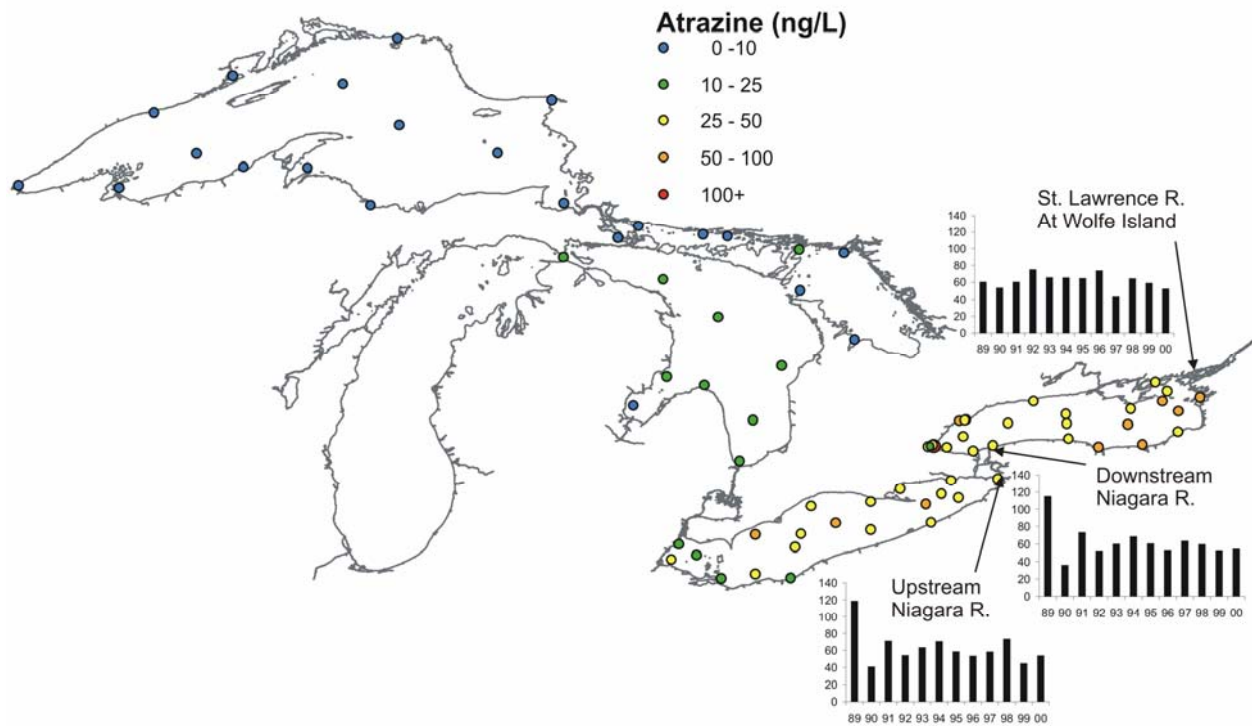 Atrazine (ng/L)
0 -10
10 - 25
25 - 50
50 - 100
100+
St. Lawrence R.
At Wolfe Island
140
120
100
80
60
40
20
0
89 90 91 92 93 94 95 96 97 98 99 00
Downstream
Niagara R.
140
120
100
80
60
40
20
0
89 90 91 92 93 94 95 96 97 98 99 00
Upstream
Niagara R.
140
120
100
80
60
40
20
0
89 90 91 92 93 94 95 96 97 98 99 00